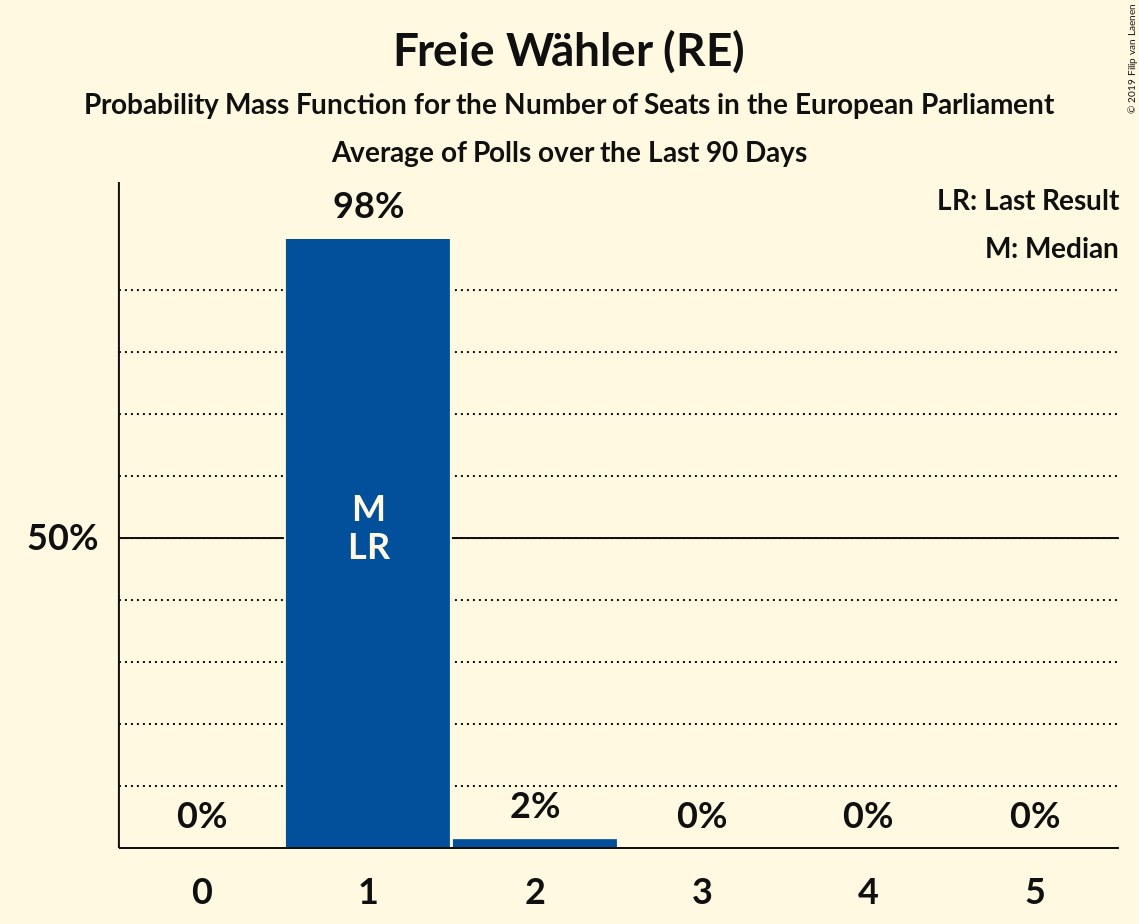 Freie Wähler (RE)
Probability Mass Function for the Number of Seats in the European Parliament
Average of Polls over the Last 90 Days
© 2019 Filip van Laenen
LR: Last Result
M: Median
98%
50%
M
LR
0%
2%
0%
0%
0%
0
1
2
3
4
5